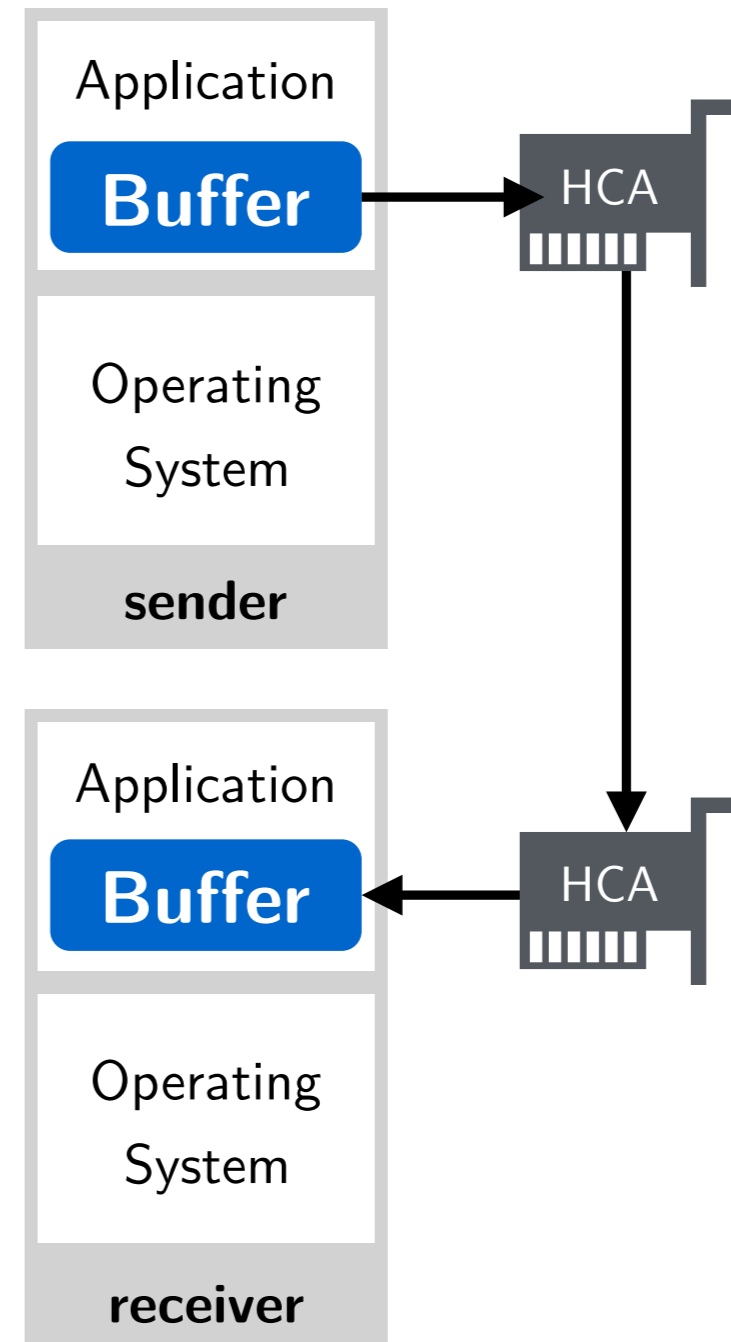 Application
Buffer
HCA
Operating
System
sender
Application
Buffer
HCA
Operating
System
receiver